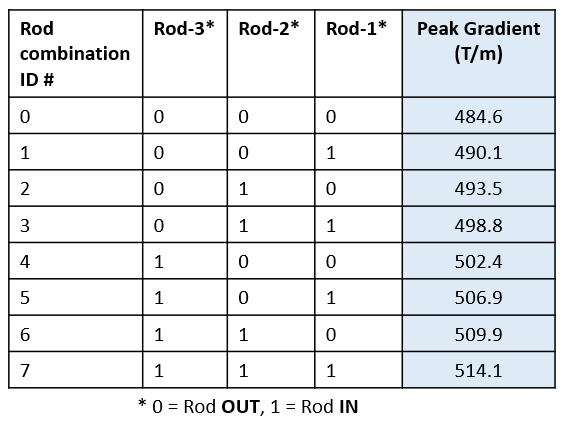 Rod combination ID # Rod-3* Rod-2* Rod-1* Peak Gradient (T/m)
0 0 0 0 484.6
1 0 0 1 490.1
2 0 1 0 493.5
3 0 1 1 498.8
4 1 0 0 502.4
5 1 0 1 506.9
6 1 1 0 509.9
7 1 1 1 514.1
* 0 = Rod OUT, 1 = Rod IN